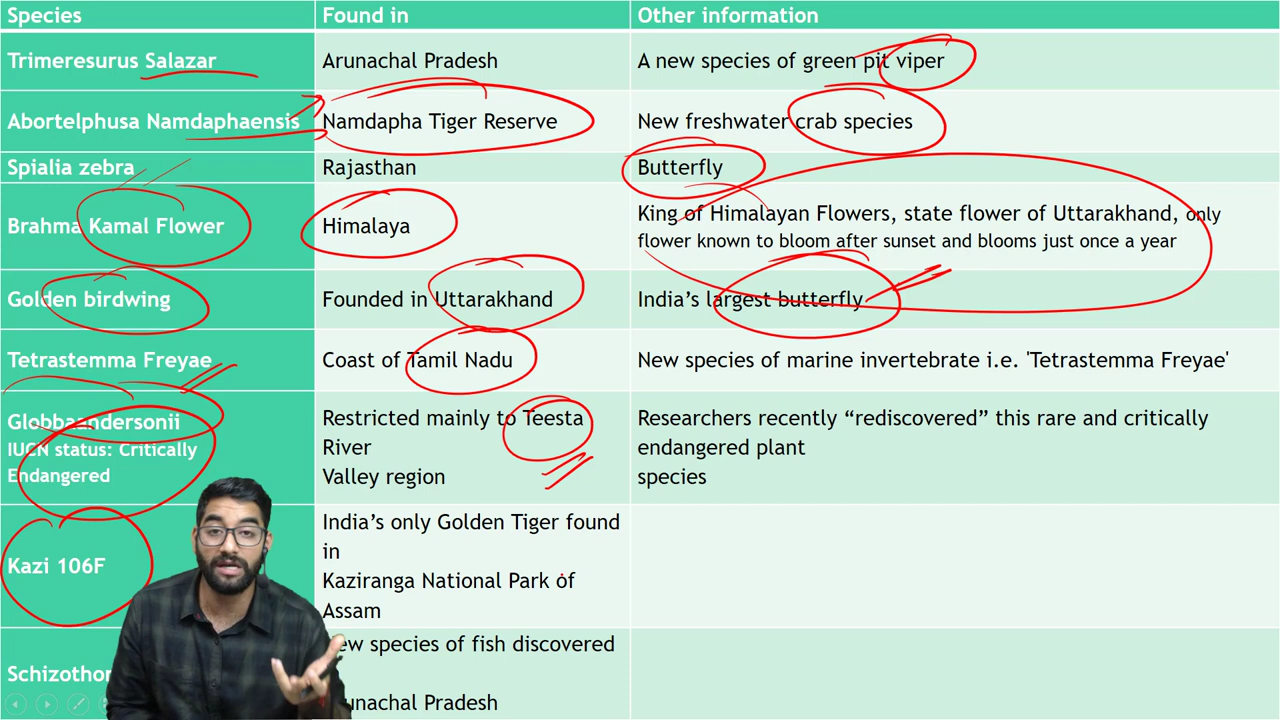 Species Found in Other information
Trimeresurus Salazar Arunachal Pradesh A new species of green pit viper
Abortelphusa Namdaphaensis Namdapha Tiger Reserve New freshwater crab species
Spialia zebra Rajasthan Butterfly
Brahma Kamal Flower Himalaya King of Himalayan Flowers, state flower of Uttarakhand, only
flower known to bloom after sunset and blooms just once a year
Golden birdwing Founded in Uttarakhand India's largest butterfly
Tetrastemma Freyae Coast of Tamil Nadu New species of marine invertebrate i.e. 'Tetrastemma Freyae'
Globbaandersonii
IUCN status: Critically
Endangered
Restricted mainly to Teesta
River
Valley region
Researchers recently “rediscovered” this rare and critically
endangered plant
species
Kazi 106F
India's only Golden Tiger found
in
Kaziranga National Park of
Assam
of fish discovered
Pradesh